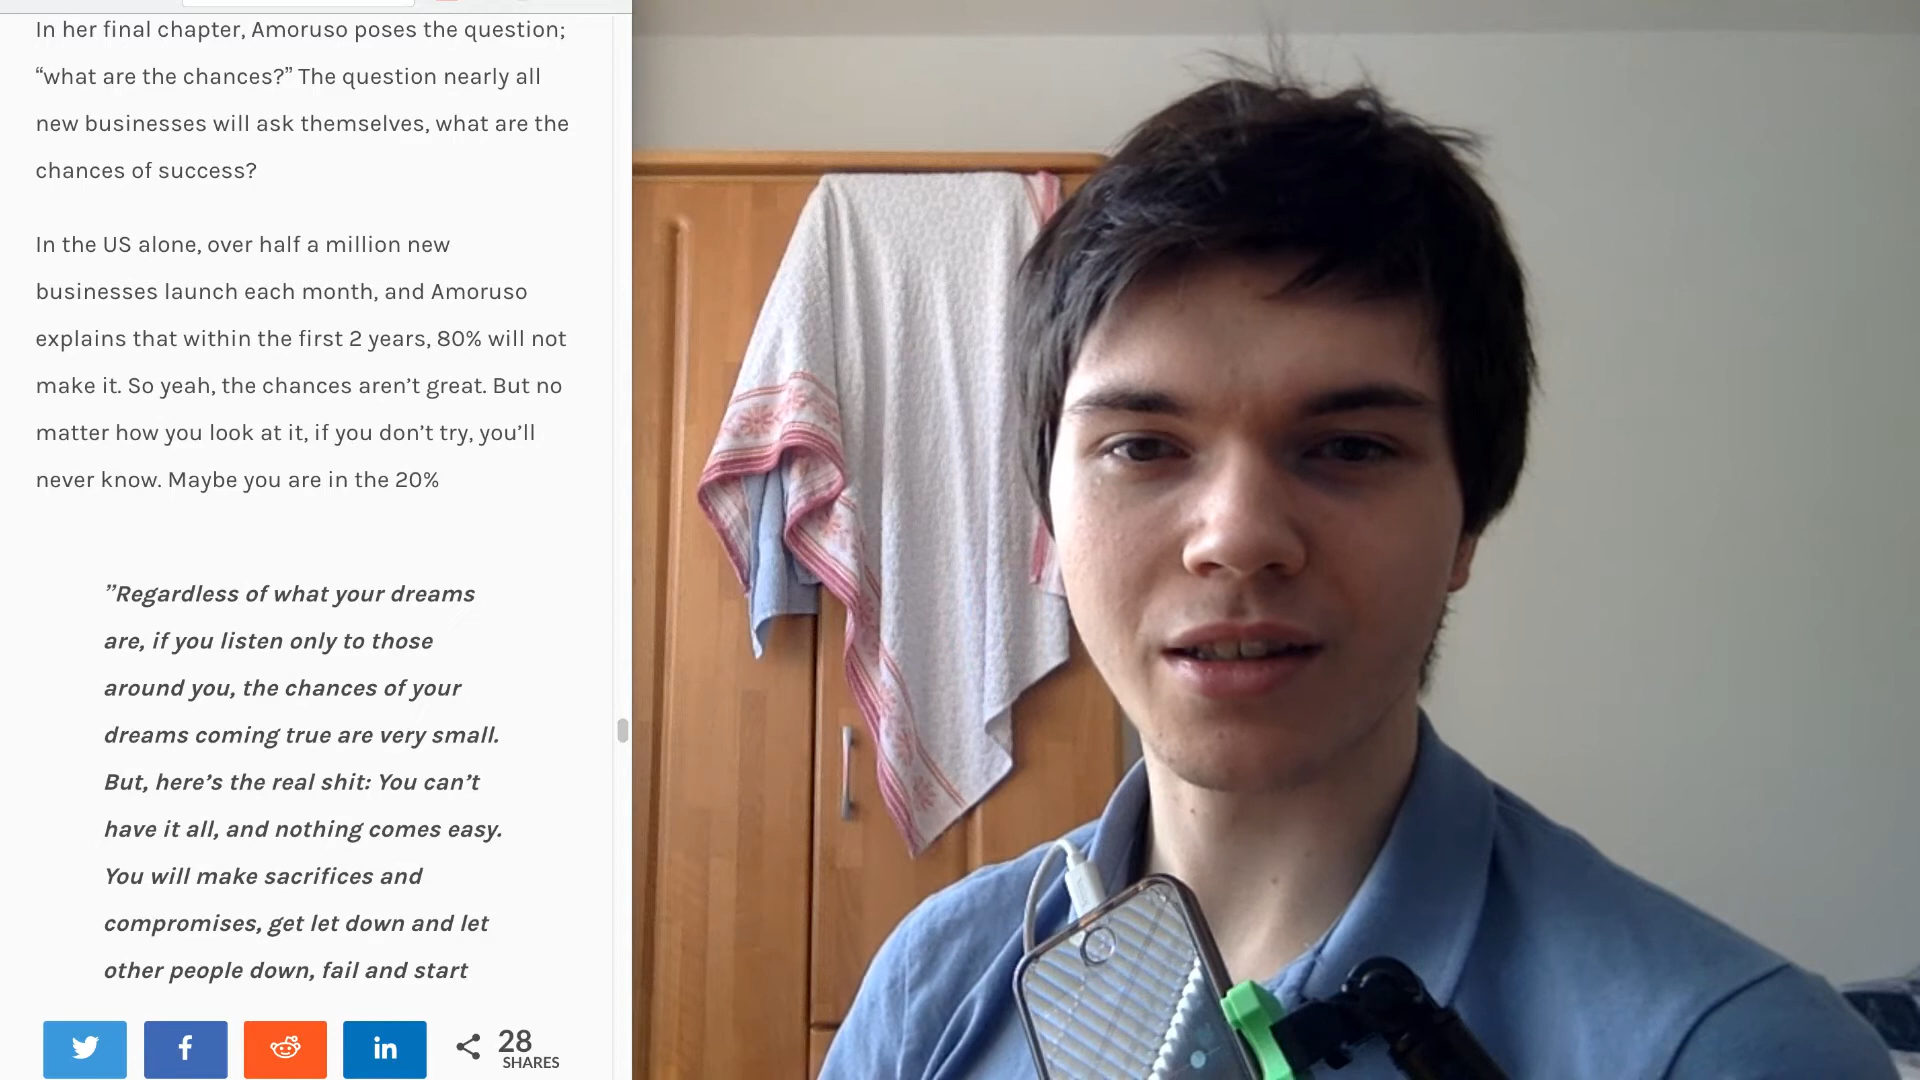 In her final chapter, Amoruso poses the question;
“what are the chances?” The question nearly all
new businesses will ask themselves, what are the
chances of success?
In the US alone, over half a million new
businesses launch each month, and Amoruso
explains that within the first 2 years, 80% will not
make it. So yeah, the chances aren’t great. But no
matter how you look at it, if you don’t try, you’ll
never know. Maybe you are in the 20%
”Regardless of what your dreams
are, if you listen only to those
around you, the chances of your
dreams coming true are very small.
But, here’s the real shit: You can’t
have it all, and nothing comes easy.
You will make sacrifices and
compromises, get let down and let
other people down, fail and start
f
in
28
SHARES